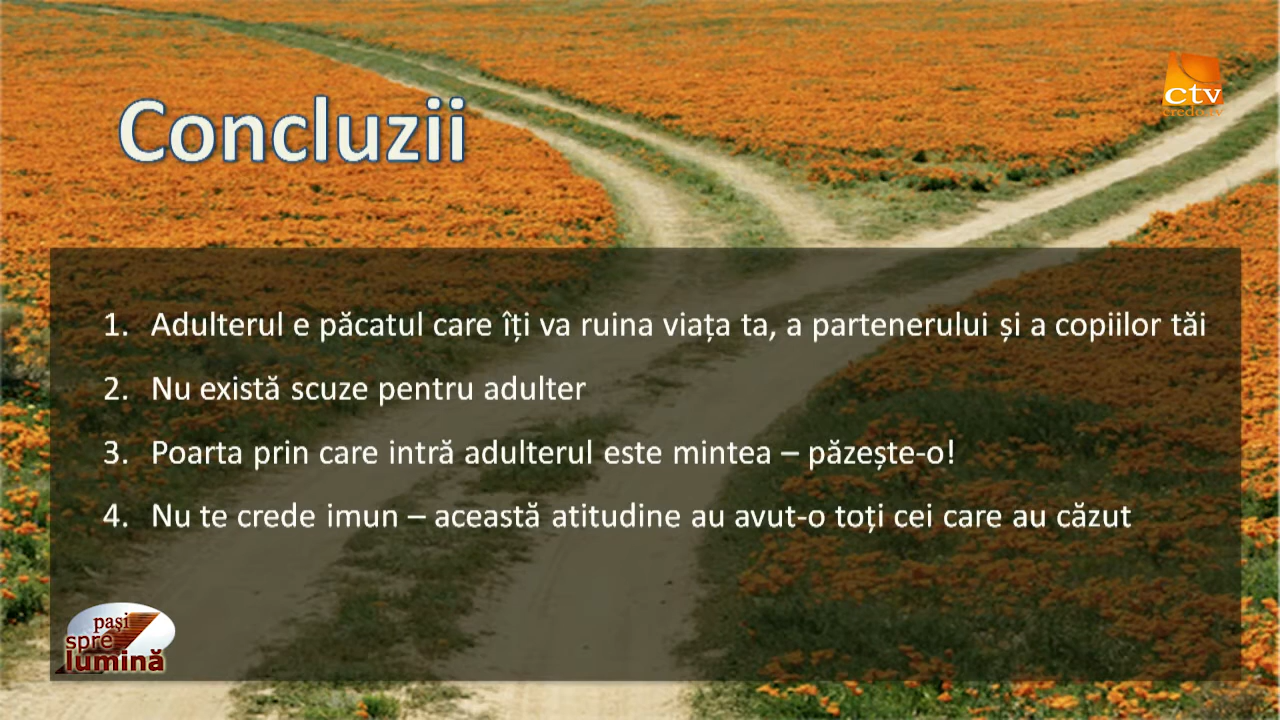 Concluzii
ctv
credo tv
1. Adulterul e păcatul care îți va ruina viața ta, a partenerului și a copiilor tăi
2. Nu există scuze pentru adulter
3. Poarta prin care intră adulterul este mintea – păzește-o!
4. Nu te crede imun – această atitudine au avut-o toți cei care au căzut
pași
spre
lumină